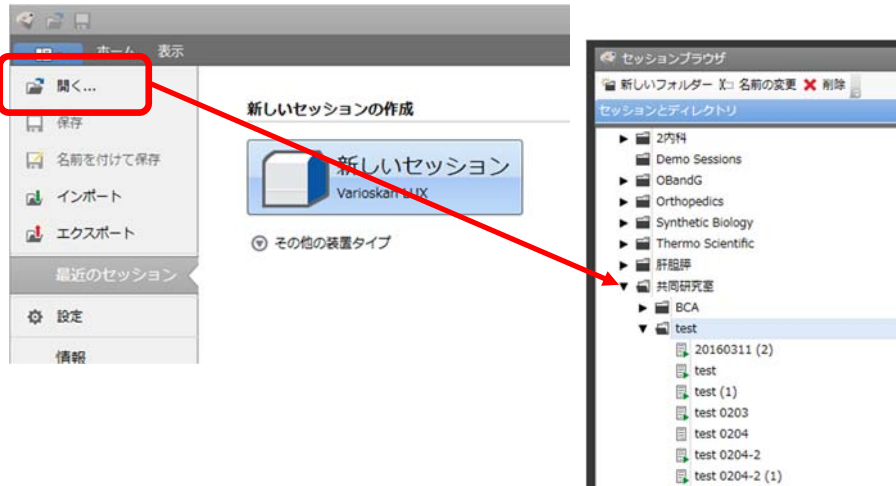 ホーム 表示
開く...
保存
名前を付けて保存
インポート
エクスポート
最近のセッション
設定
情報
新しいセッションの作成
新しいセッション
Varioskan LUX
その他の装置タイプ
セッションブラウザ
新しいフォルダー 名前の変更 削除
セッションとディレクトリ
2内科
Demo Sessions
OBandG
Orthopedics
Synthetic Biology
Thermo Scientific
肝胆膵
共同研究室
BCA
test
20160311 (2)
test
test (1)
test 0203
test 0204
test 0204-2
test 0204-2 (1)